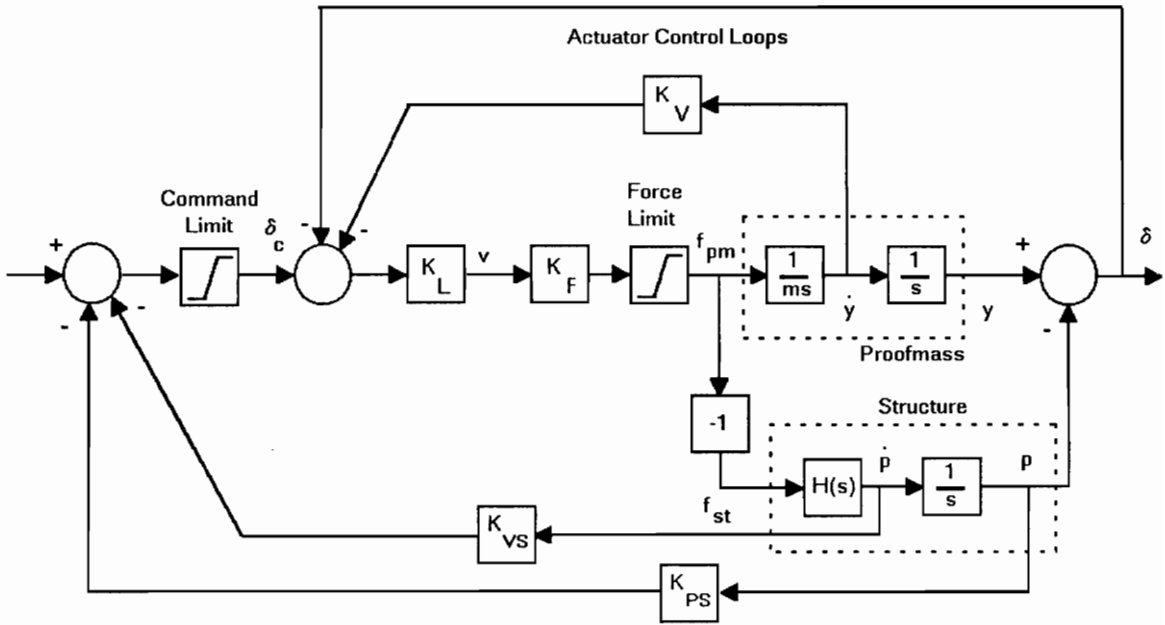 Actuator Control Loops
K V
Command
Limit
Force
Limit
+
-
δ c
-
-
K L
v
K F
f pm
1
ms
ẏ
1
s
y
+
-
δ
Proofmass
-
-
-1
Structure
f st
H(s)
ṗ
1
s
p
K VS
K PS